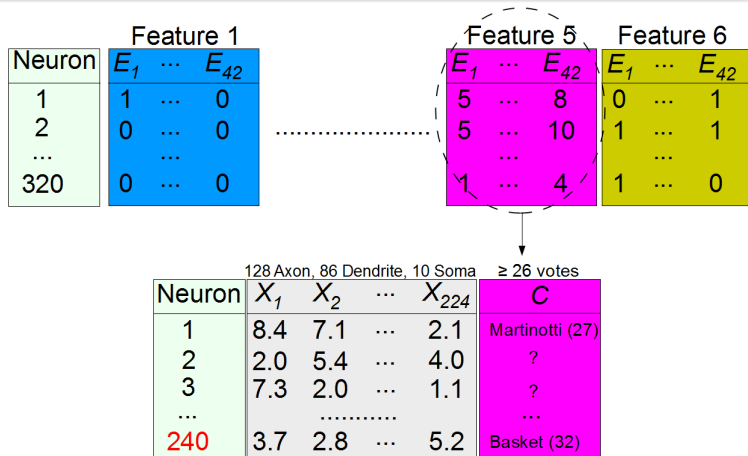 Feature 1 Feature 5 Feature 6
Neuron E1 ... E42 E1 ... E42 E1 ... E42
1 1 ... 0 5 ... 8 0 ... 1
2 0 ... 0 ........................ 5 ... 10 1 ... 1
... ... ... ...
320 0 ... 0 1 ... 4 1 ... 0
128 Axon, 86 Dendrite, 10 Soma ≥ 26 votes
Neuron X1 X2 ... X224 C
1 8.4 7.1 ... 2.1 Martinotti (27)
2 2.0 5.4 ... 4.0 ?
3 7.3 2.0 ... 1.1 ?
... ........... ...
240 3.7 2.8 ... 5.2 Basket (32)